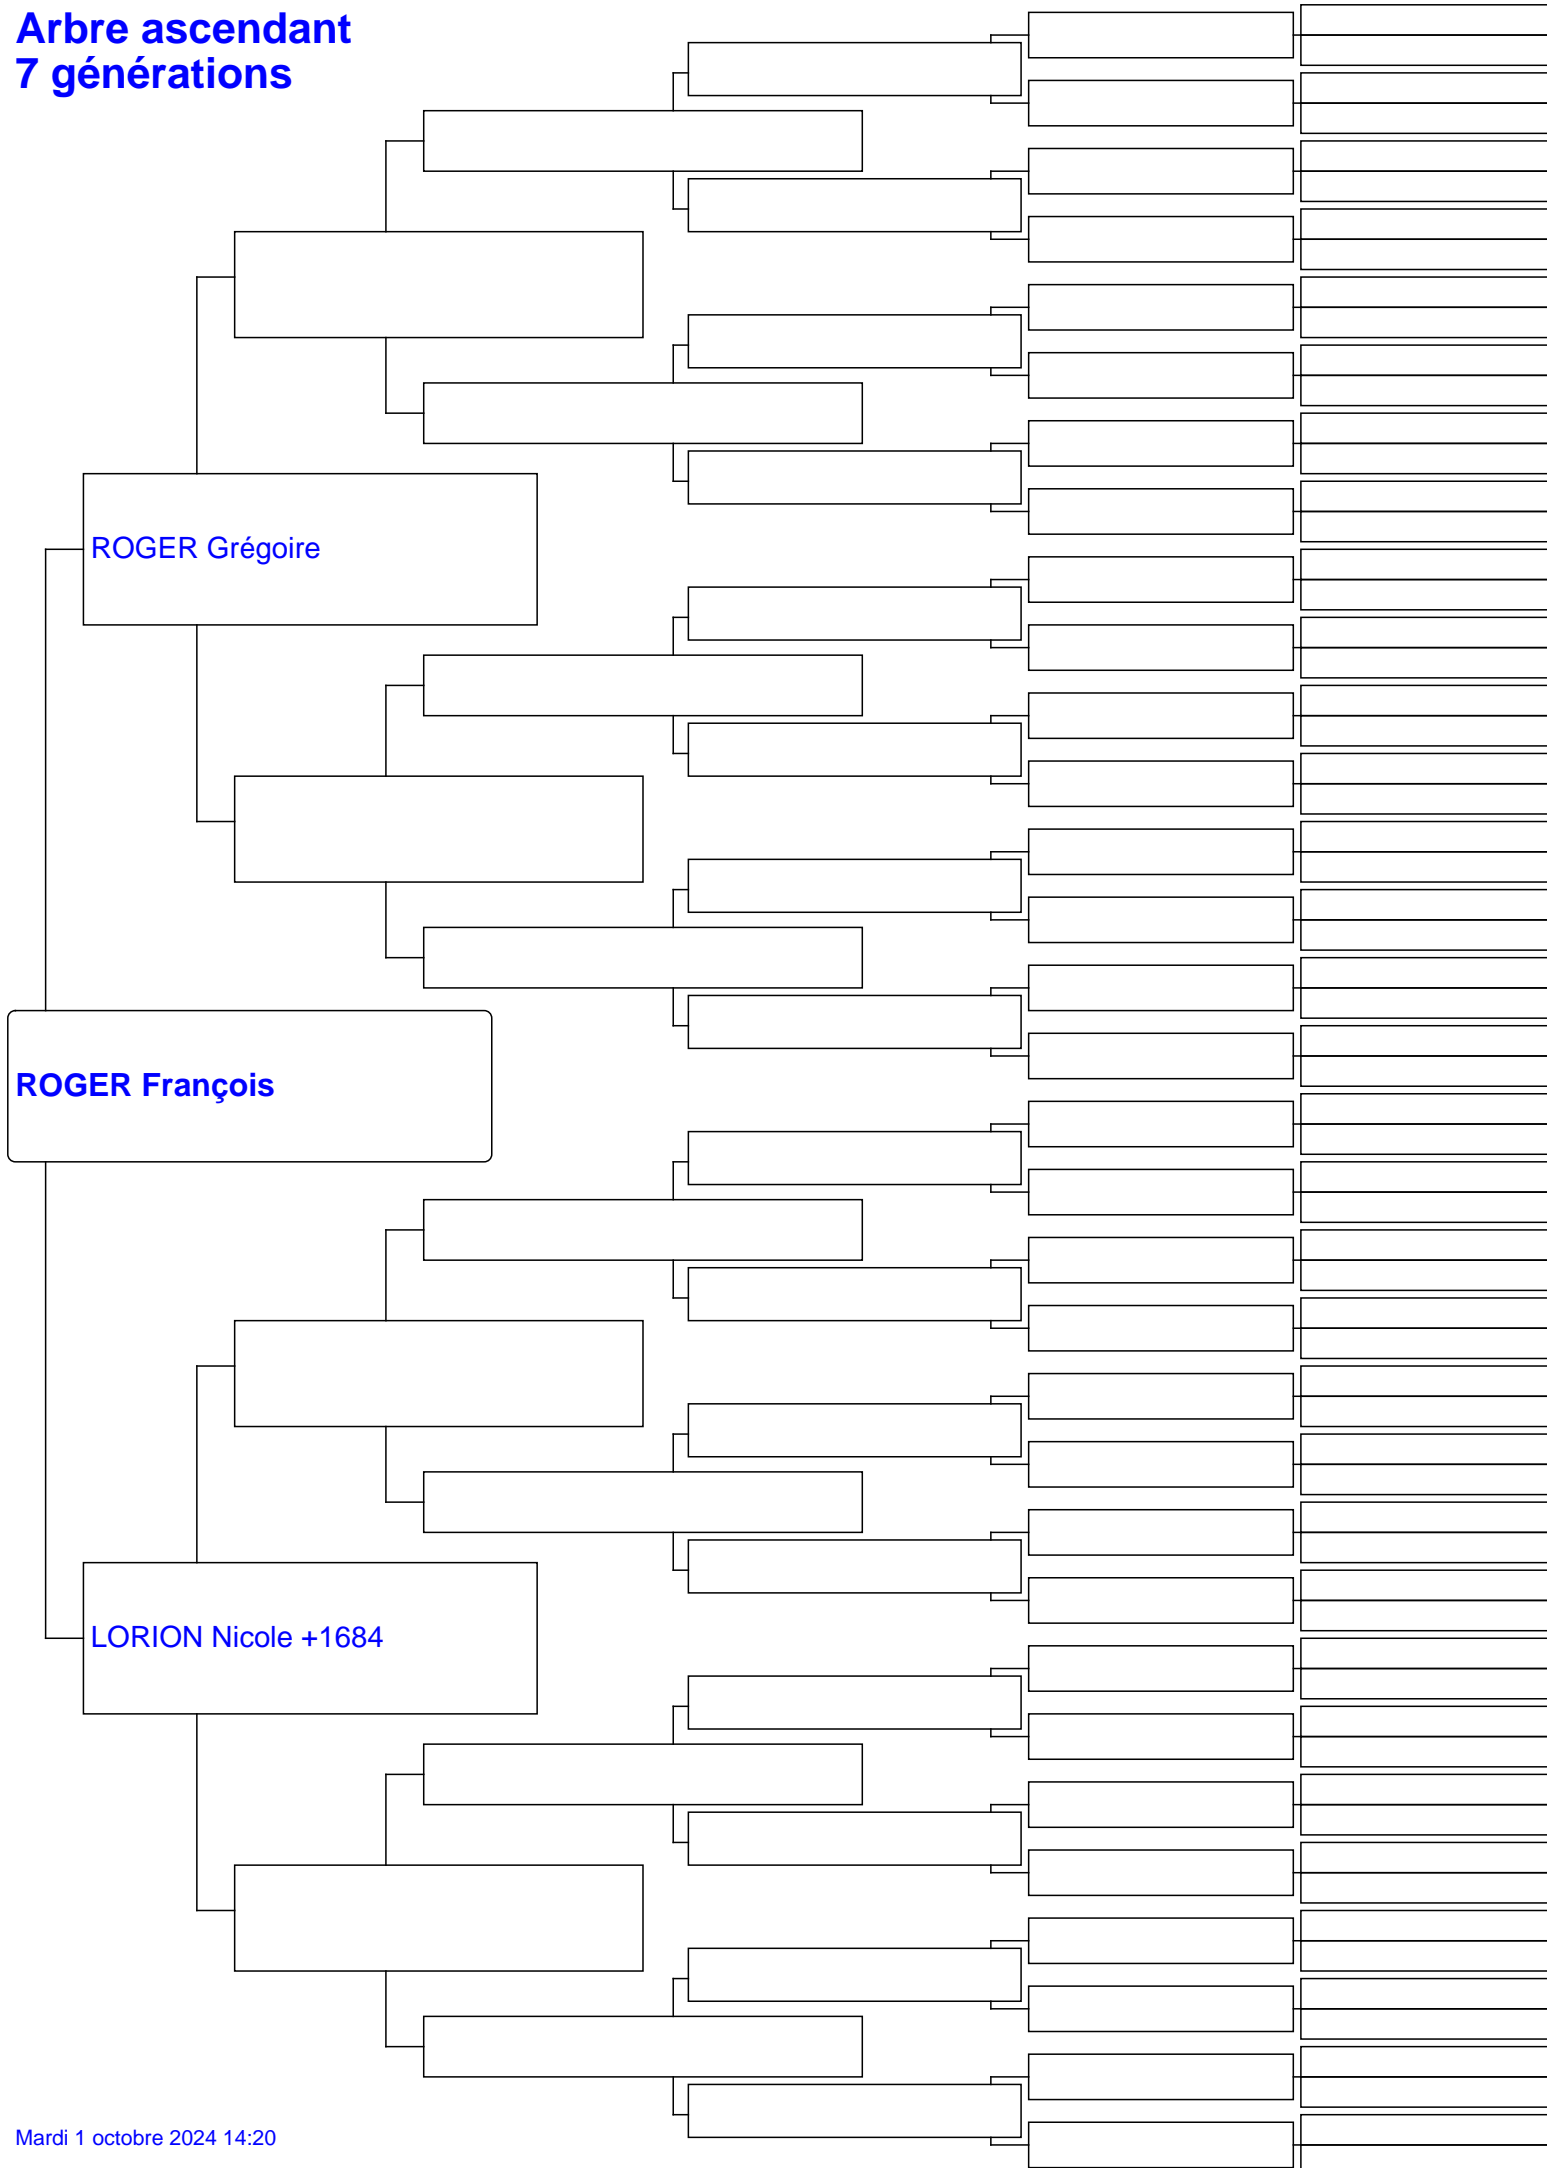 Arbre ascendant
7 générations
ROGER Grégoire
ROGER François
LORION Nicole +1684
Mardi 1 octobre 2024 14:20